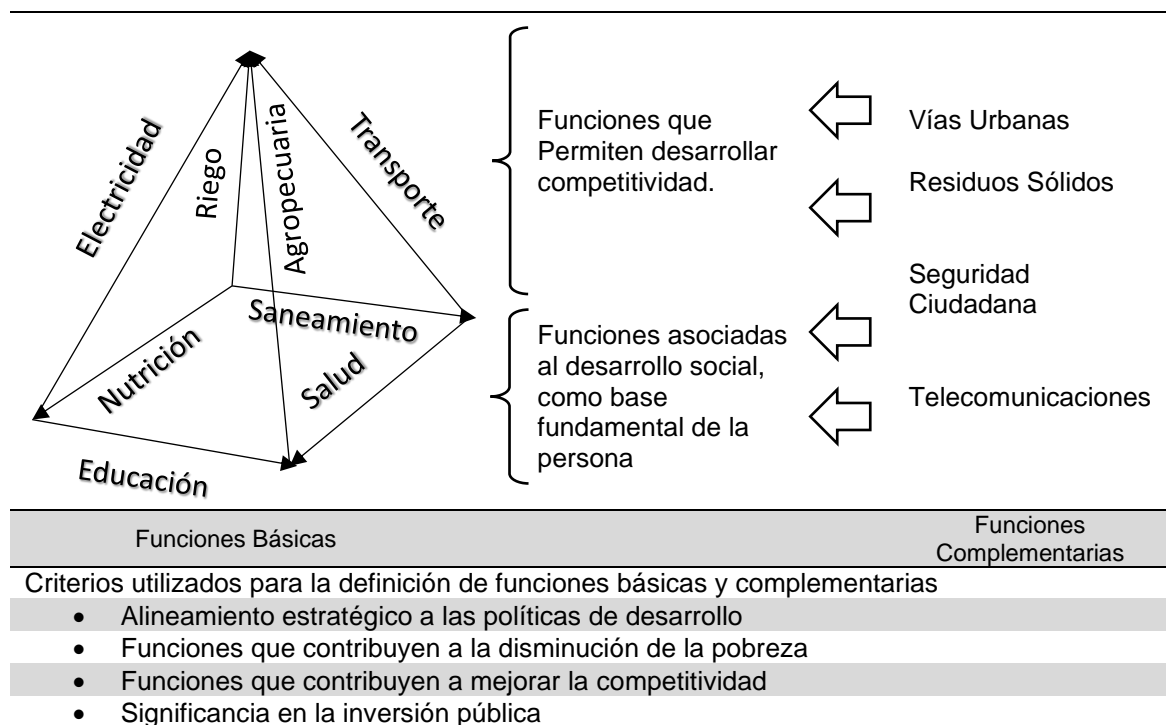 Electricidad
Riego
Agropecuaria
Transporte
Nutrición
Saneamiento
Salud
Educación
Funciones que
Permiten desarrollar
competitividad.
Funciones asociadas
al desarrollo social,
como base
fundamental de la
persona
Vías Urbanas
Residuos Sólidos
Seguridad
Ciudadana
Telecomunicaciones
Funciones Básicas
Funciones
Complementarias
Criterios utilizados para la definición de funciones básicas y complementarias
• Alineamiento estratégico a las políticas de desarrollo
• Funciones que contribuyen a la disminución de la pobreza
• Funciones que contribuyen a mejorar la competitividad
• Significancia en la inversión pública